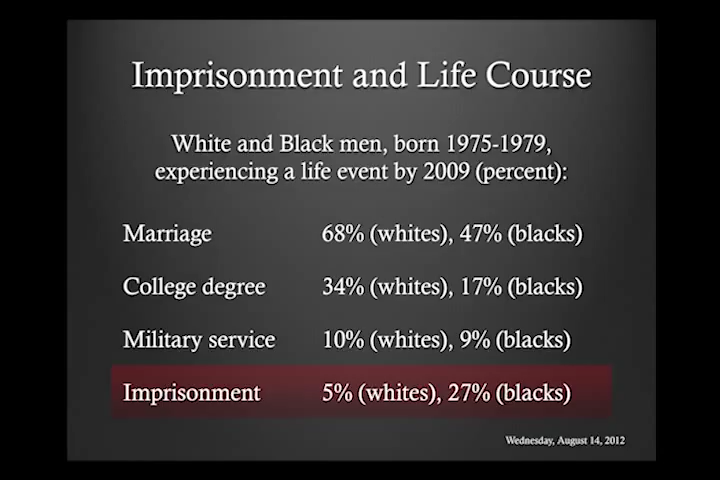 Imprisonment and Life Course
White and Black men, born 1975-1979,
experiencing a life event by 2009 (percent):
Marriage 68% (whites), 47% (blacks)
College degree 34% (whites), 17% (blacks)
Military service 10% (whites), 9% (blacks)
Imprisonment 5% (whites), 27% (blacks)
Wednesday, August 14, 2012